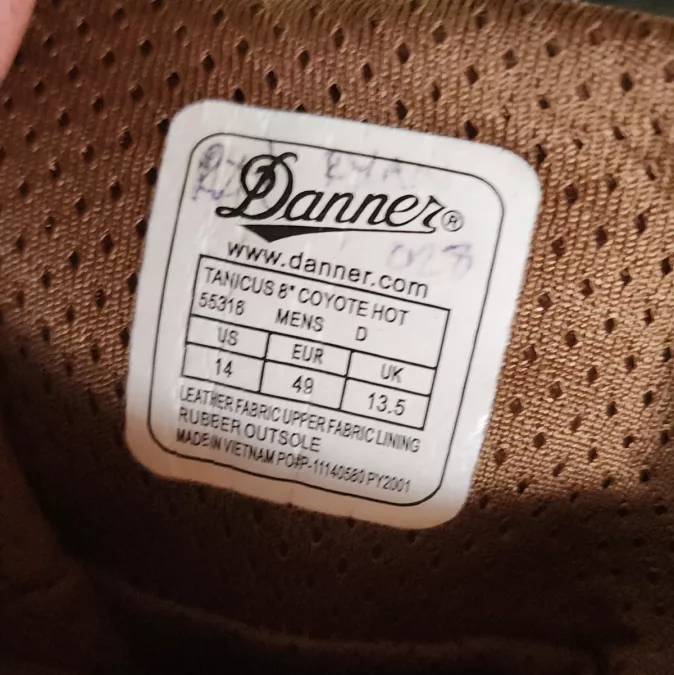 Danner®
www.danner.com
TANICUS 8" COYOTE HOT
55318 MENS D
US EUR UK
14 49 13.5
LEATHER FABRIC UPPER FABRIC LINING
RUBBER OUTSOLE
MADE IN VIETNAM PO#P-11140580 PY2001